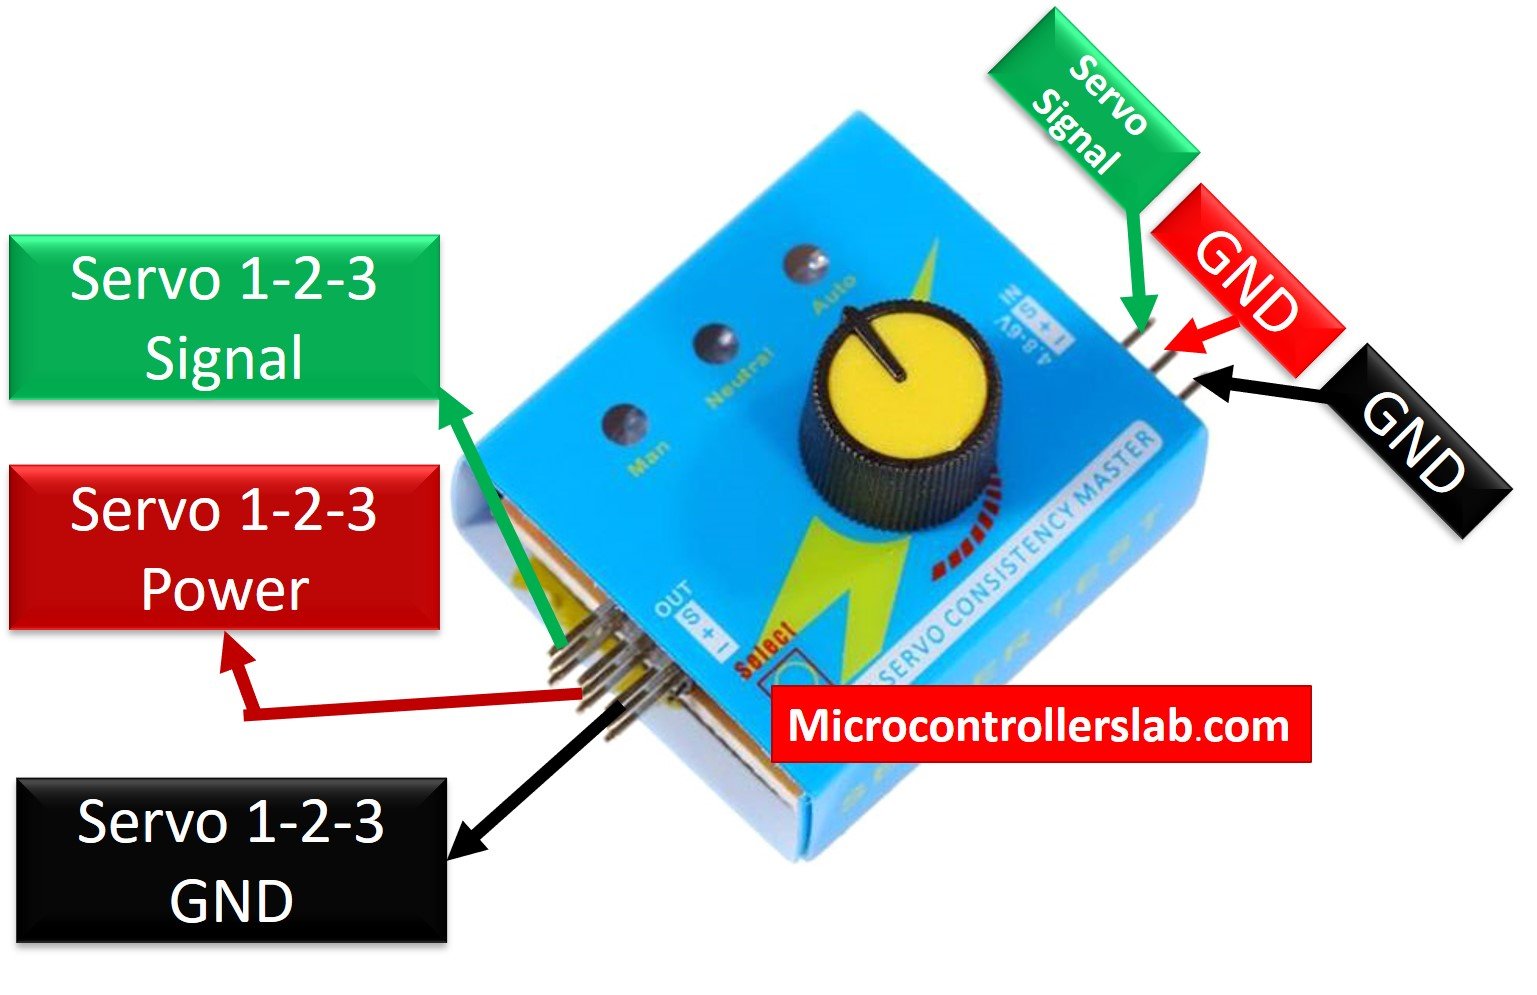 Servo
Signal
GND
GND
Servo 1-2-3
Signal
Servo 1-2-3
Power
Servo 1-2-3
GND
Auto
Neutral
Man
IN
S + -
4.8-6V
OUT
S + -
Select
SERVO CONSISTENCY MASTER
Microcontrollerslab.com